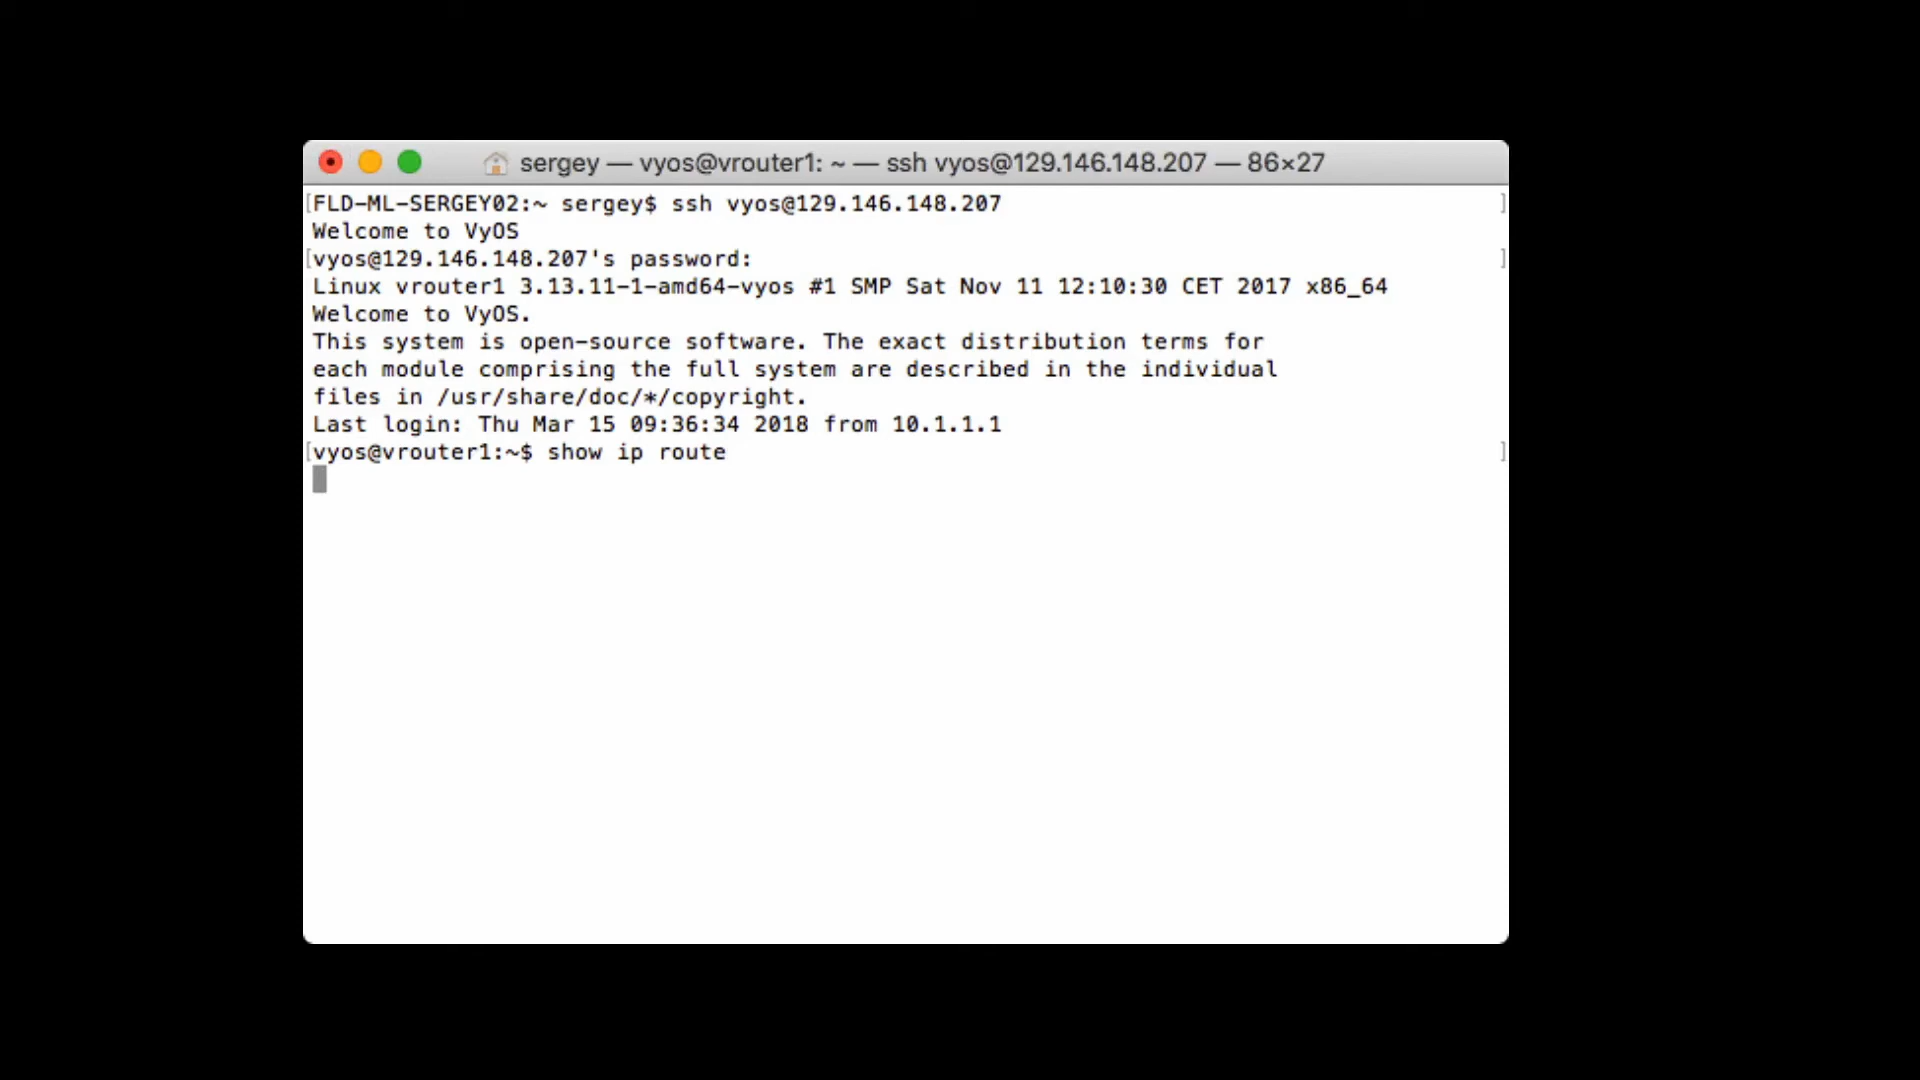 sergey — vyos@vrouter1: ~ — ssh vyos@129.146.148.207 — 86×27
[FLD-ML-SERGEY02:~ sergey$ ssh vyos@129.146.148.207 ]
Welcome to VyOS
[vyos@129.146.148.207's password: ]
Linux vrouter1 3.13.11-1-amd64-vyos #1 SMP Sat Nov 11 12:10:30 CET 2017 x86_64
Welcome to VyOS.
This system is open-source software. The exact distribution terms for
each module comprising the full system are described in the individual
files in /usr/share/doc/*/copyright.
Last login: Thu Mar 15 09:36:34 2018 from 10.1.1.1
[vyos@vrouter1:~$ show ip route ]